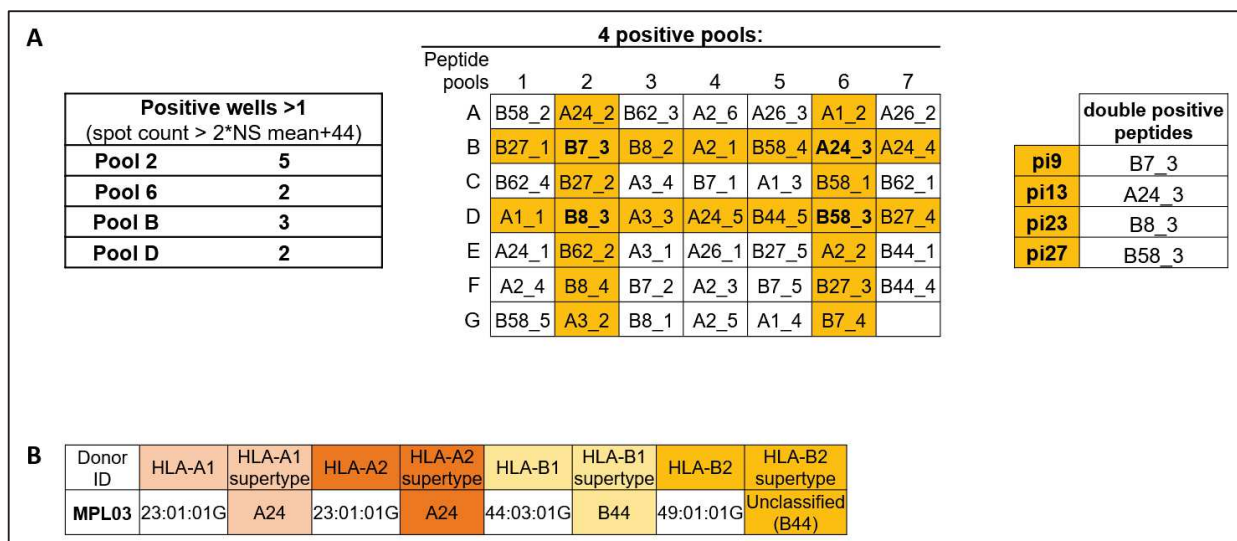 A
Positive wells >1
(spot count > 2*NS mean+44)
Pool 2 5
Pool 6 2
Pool B 3
Pool D 2
4 positive pools:
Peptide
pools 1 2 3 4 5 6 7
A B58_2 A24_2 B62_3 A2_6 A26_3 A1_2 A26_2
B B27_1 B7_3 B8_2 A2_1 B58_4 A24_3 A24_4
C B62_4 B27_2 A3_4 B7_1 A1_3 B58_1 B62_1
D A1_1 B8_3 A3_3 A24_5 B44_5 B58_3 B27_4
E A24_1 B62_2 A3_1 A26_1 B27_5 A2_2 B44_1
F A2_4 B8_4 B7_2 A2_3 B7_5 B27_3 B44_4
G B58_5 A3_2 B8_1 A2_5 A1_4 B7_4
double positive
peptides
pi9 B7_3
pi13 A24_3
pi23 B8_3
pi27 B58_3
B
Donor
ID
HLA-A1
HLA-A1
supertype
HLA-A2
HLA-A2
supertype
HLA-B1
HLA-B1
supertype
HLA-B2
HLA-B2
supertype
MPL03 23:01:01G A24 23:01:01G A24 44:03:01G B44 49:01:01G Unclassified
(B44)